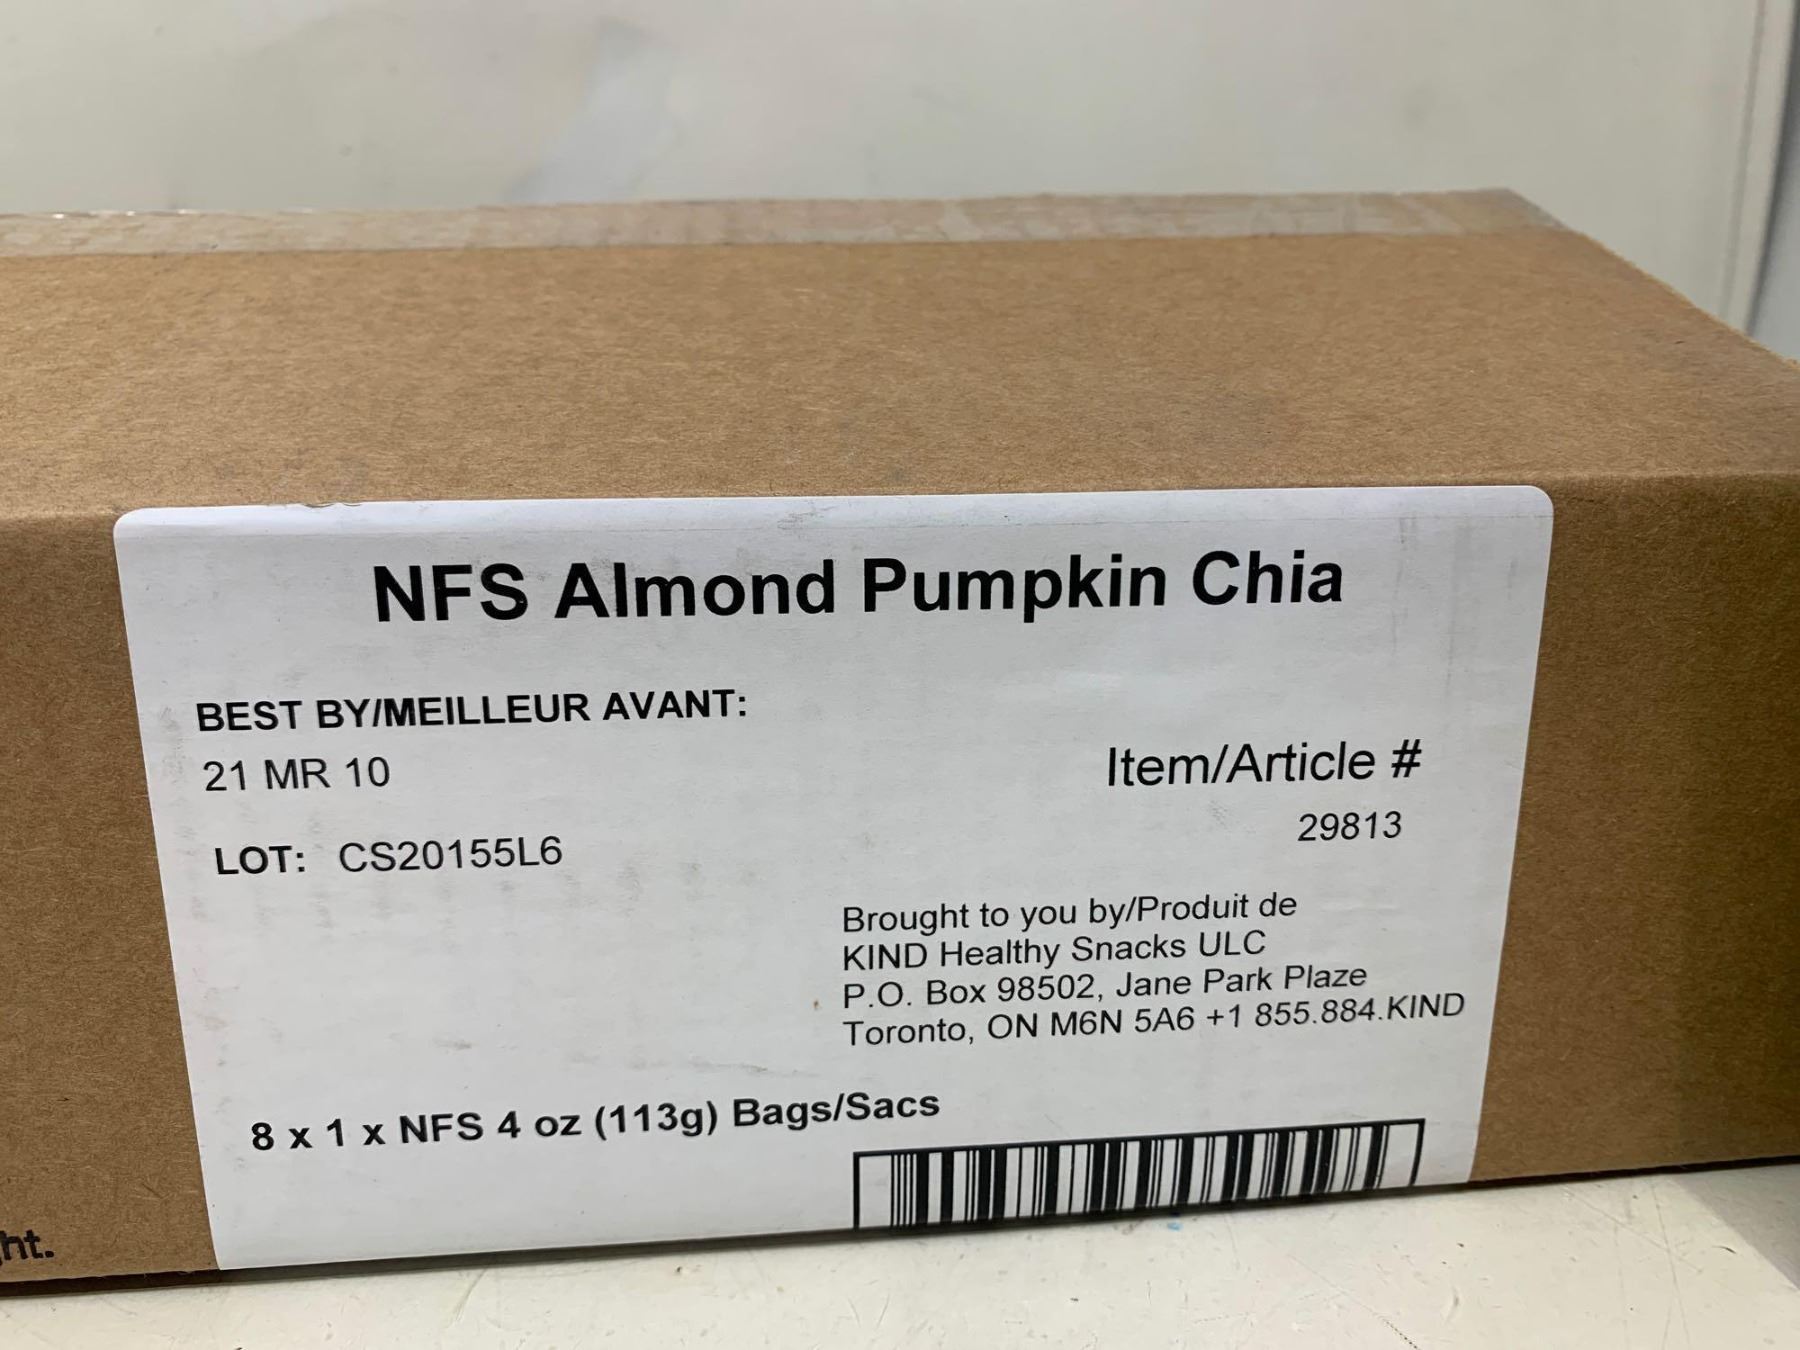 NFS Almond Pumpkin Chia
BEST BY/MEILLEUR AVANT:
21 MR 10
Item/Article #
29813
LOT: CS20155L6
Brought to you by/Produit de
KIND Healthy Snacks ULC
P.O. Box 98502, Jane Park Plaze
Toronto, ON M6N 5A6 +1 855.884.KIND
8 x 1 x NFS 4 oz (113g) Bags/Sacs